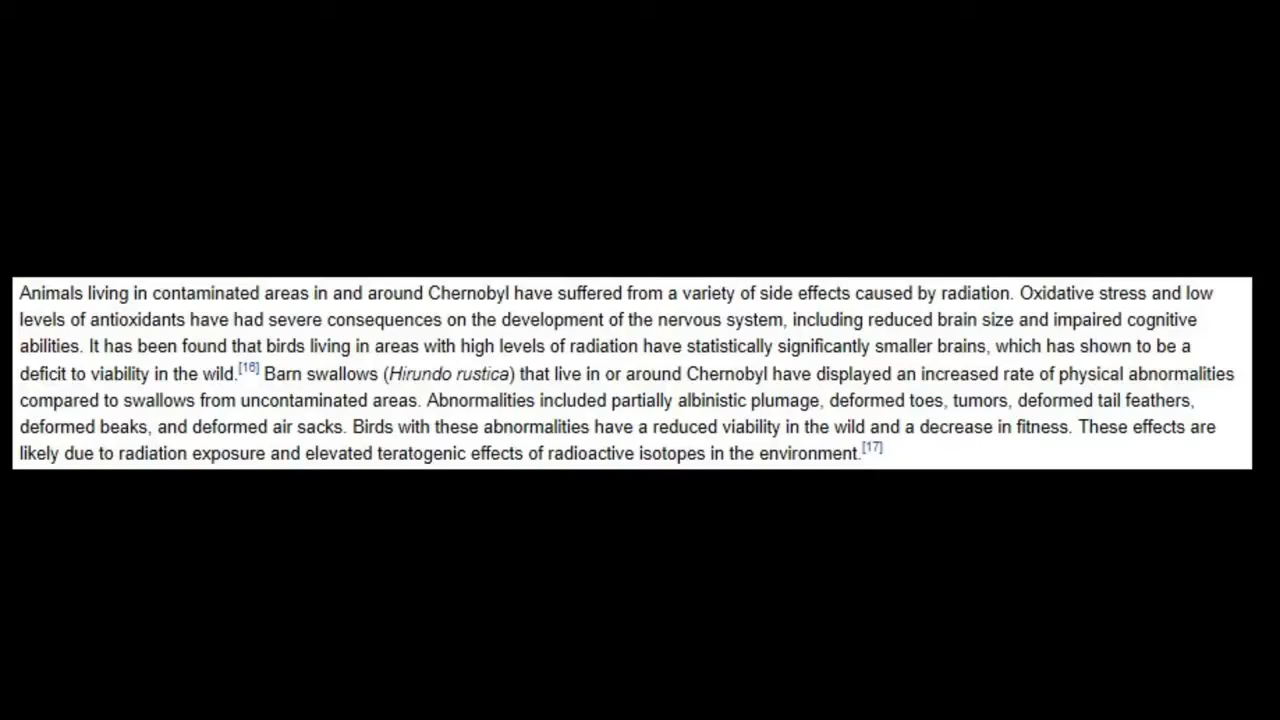 Animals living in contaminated areas in and around Chernobyl have suffered from a variety of side effects caused by radiation. Oxidative stress and low
levels of antioxidants have had severe consequences on the development of the nervous system, including reduced brain size and impaired cognitive
abilities. It has been found that birds living in areas with high levels of radiation have statistically significantly smaller brains, which has shown to be a
deficit to viability in the wild.[16] Barn swallows (Hirundo rustica) that live in or around Chernobyl have displayed an increased rate of physical abnormalities
compared to swallows from uncontaminated areas. Abnormalities included partially albinistic plumage, deformed toes, tumors, deformed tail feathers,
deformed beaks, and deformed air sacks. Birds with these abnormalities have a reduced viability in the wild and a decrease in fitness. These effects are
likely due to radiation exposure and elevated teratogenic effects of radioactive isotopes in the environment.[17]